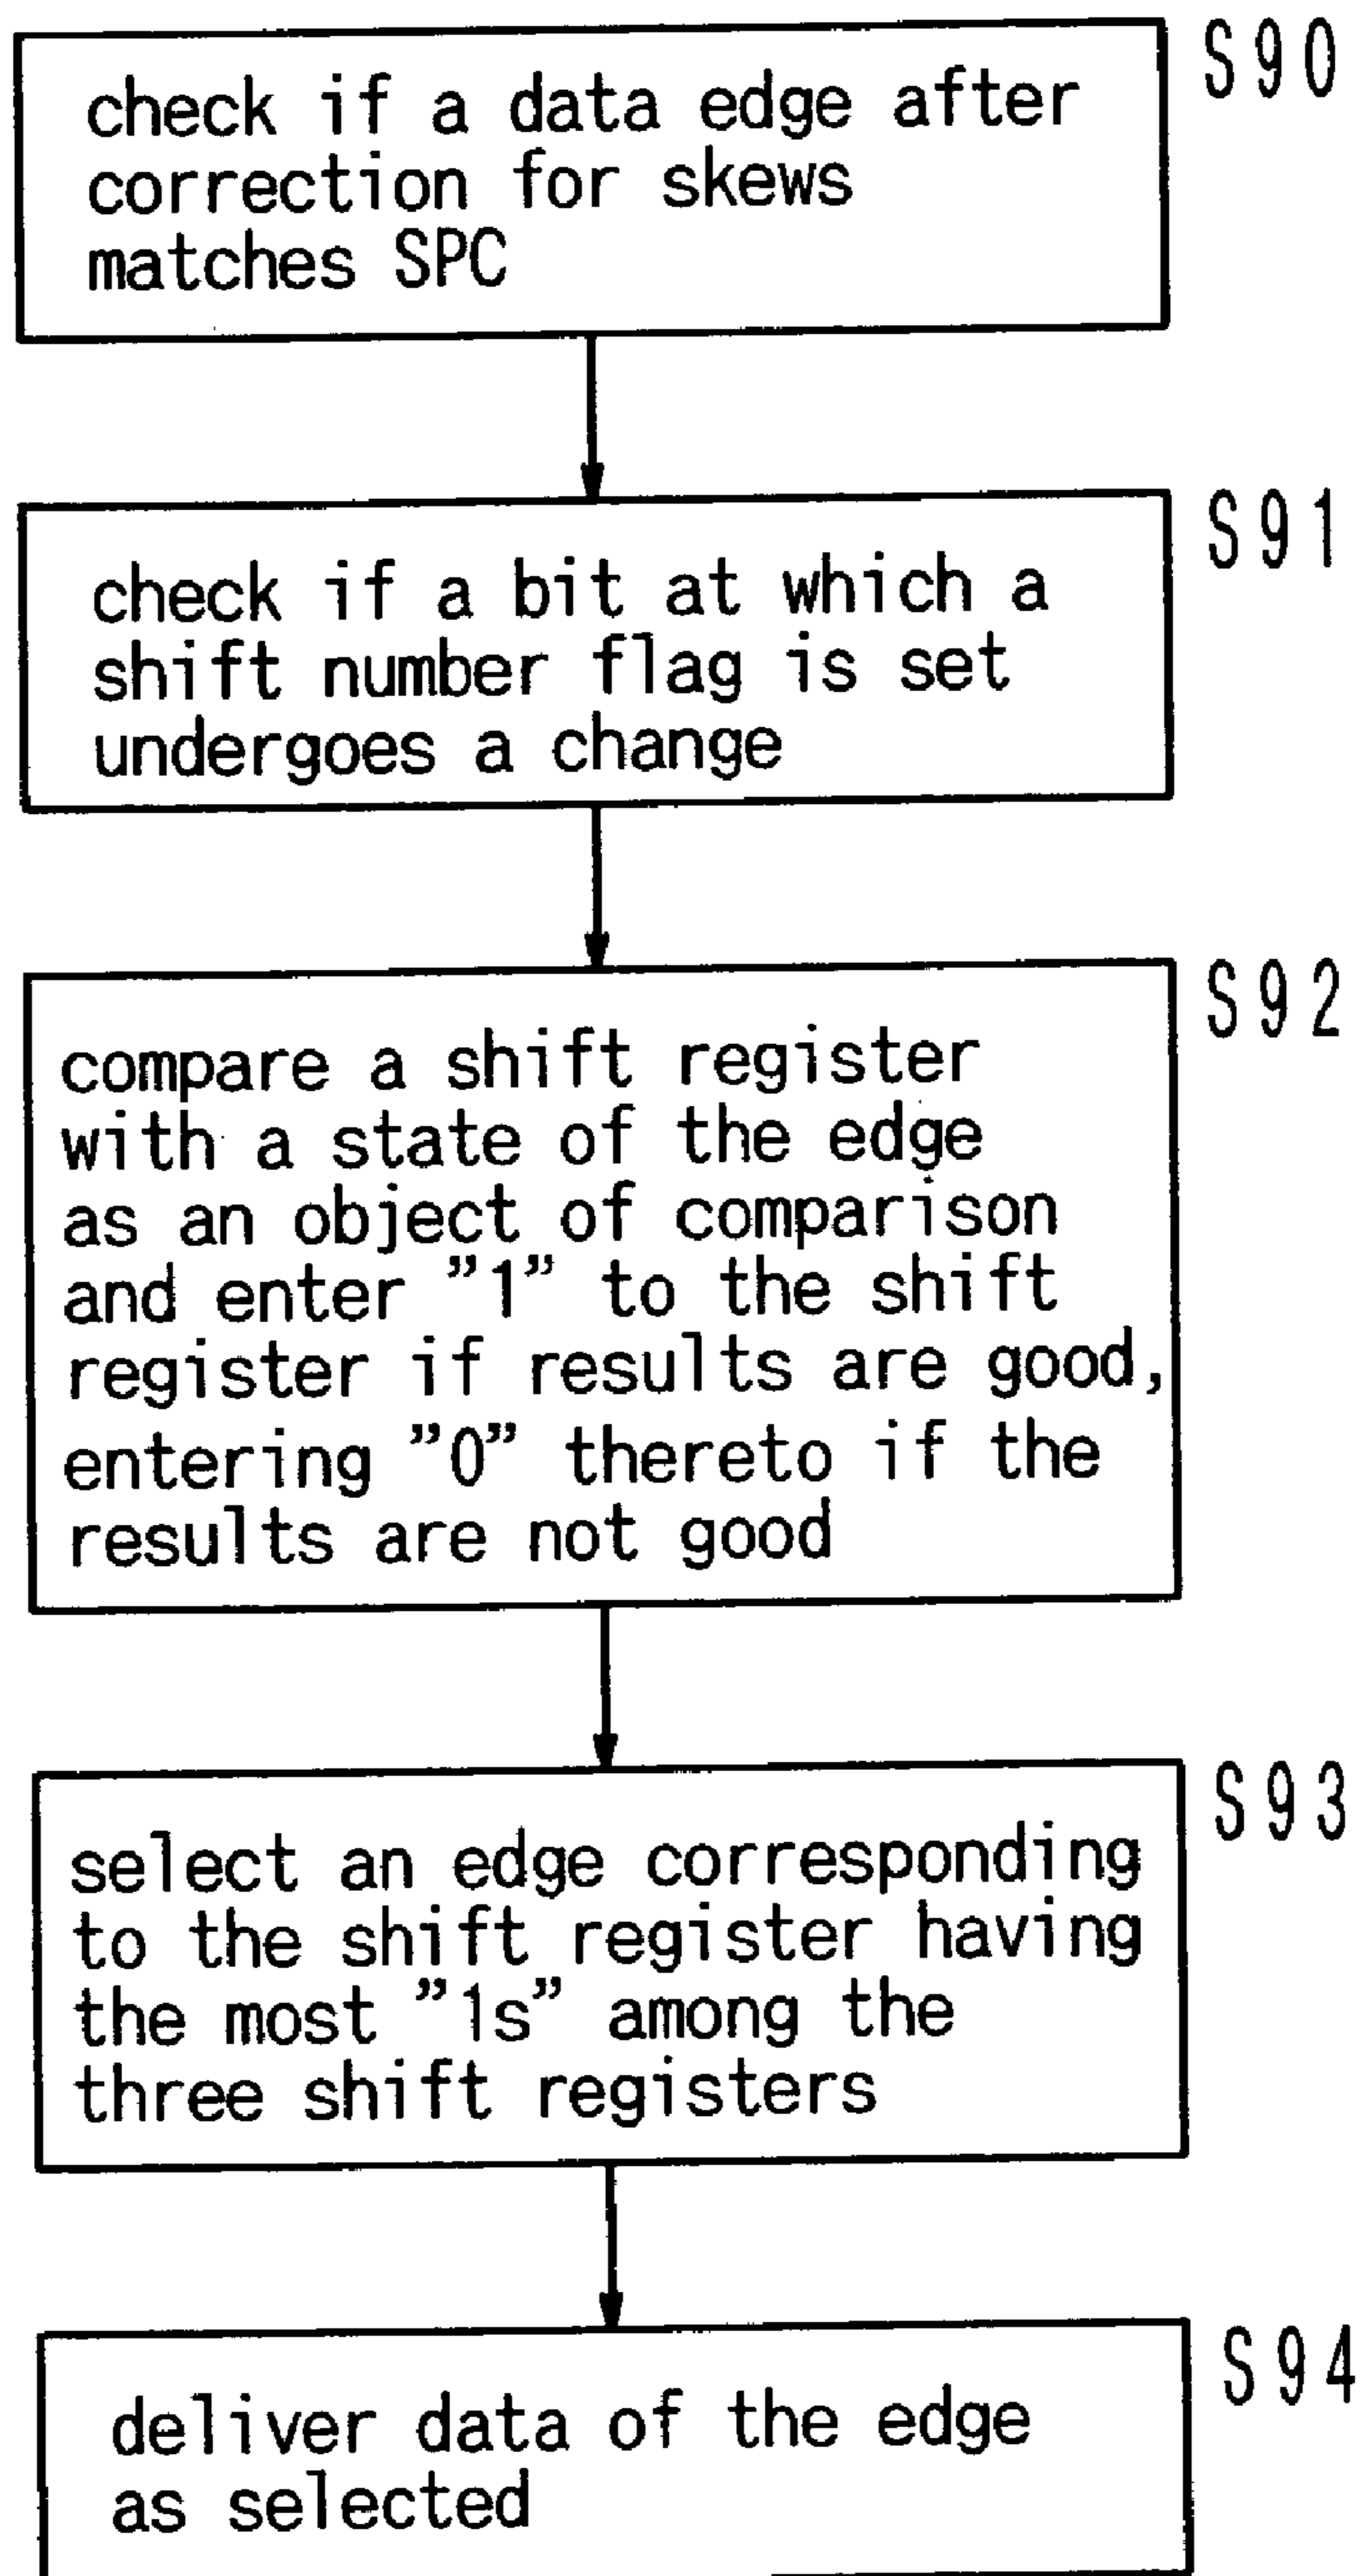 S90
check if a data edge after
correction for skews
matches SPC
S91
check if a bit at which a
shift number flag is set
undergoes a change
S92
compare a shift register
with a state of the edge
as an object of comparison
and enter ”1” to the shift
register if results are good,
entering ”0” thereto if the
results are not good
S93
select an edge corresponding
to the shift register having
the most ”1s” among the
three shift registers
S94
deliver data of the edge
as selected